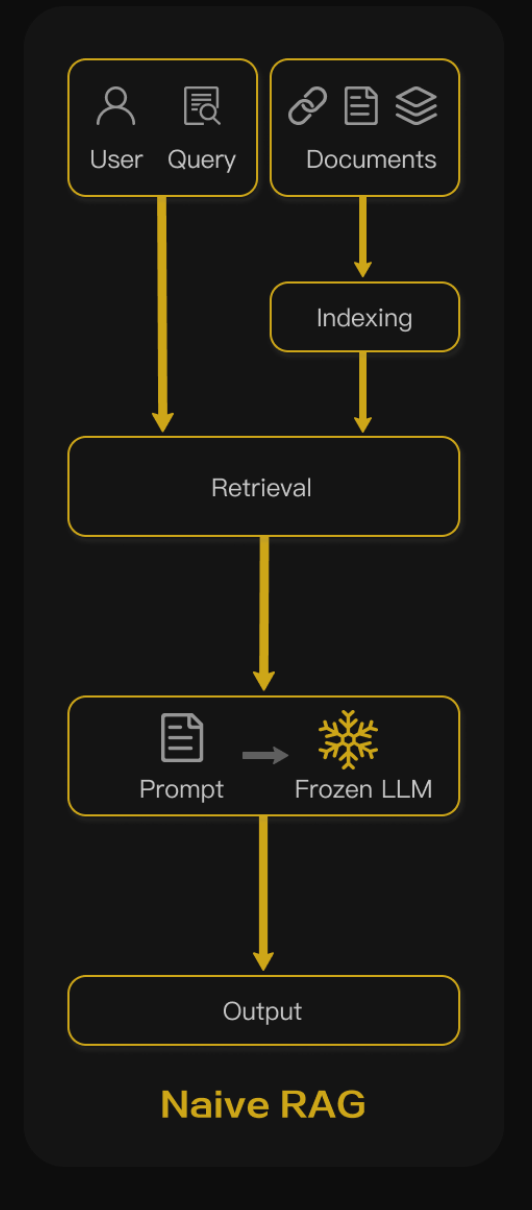 User Query
Documents
Indexing
Retrieval
Prompt
Frozen LLM
Output
Naive RAG